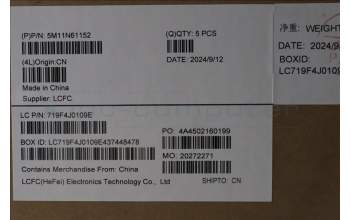 (P)P/N: 5M11N61152
(Q)QTY: 5 PCS
(4L)Origin:CN
DATE: 2024/9/12
Made in China
Supplier: LCFC
净重: WEIGHT
DATE: 2024/9/
BOXID:
LC719F4J010
LC P/N: 719F4J0109E
PO: 4A4502160199
BOX ID: LC719F4J0109E437448478
MO: 20272271
Contains Merchandise From: China
LCFC(HeFei) Electronics Technology Co., Ltd
SHIPTO: CN